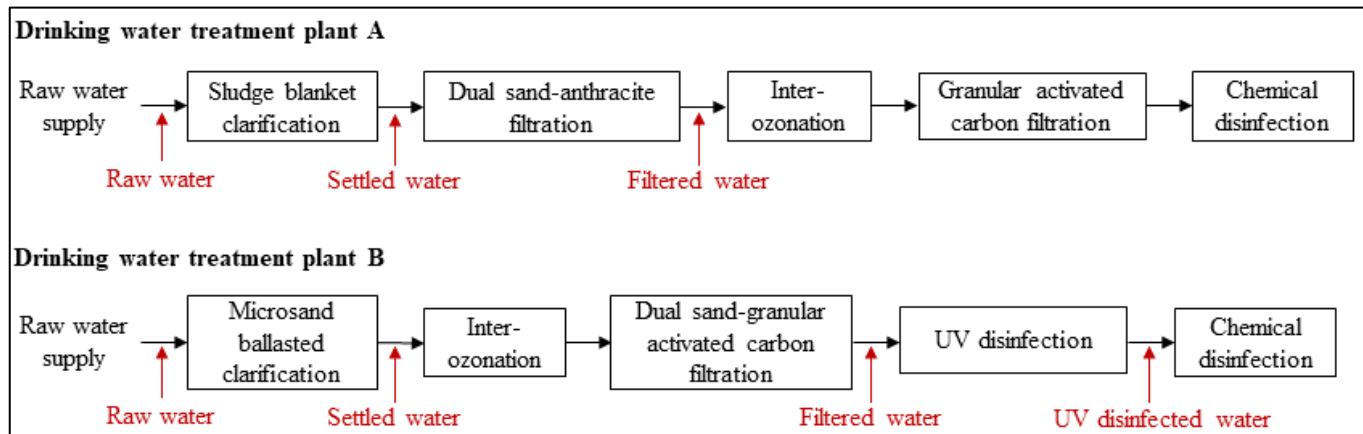 Drinking water treatment plant A
Raw water
supply
Sludge blanket
clarification
Dual sand-anthracite
filtration
Inter-
ozonation
Granular activated
carbon filtration
Chemical
disinfection
Raw water
Settled water
Filtered water
Drinking water treatment plant B
Raw water
supply
Microsand
ballasted
clarification
Inter-
ozonation
Dual sand-granular
activated carbon
filtration
UV disinfection
Chemical
disinfection
Raw water
Settled water
Filtered water
UV disinfected water